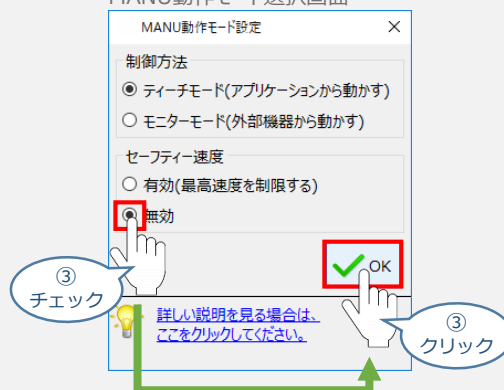 MANU動作モード選択画面
MANU動作モード設定
制御方法
ティーチモード(アプリケーションから動かす)
モニターモード(外部機器から動かす)
セーフティー速度
有効(最高速度を制限する)
無効
OK
③
チェック
詳しい説明を見る場合は、
ここをクリックしてください。
③
クリック